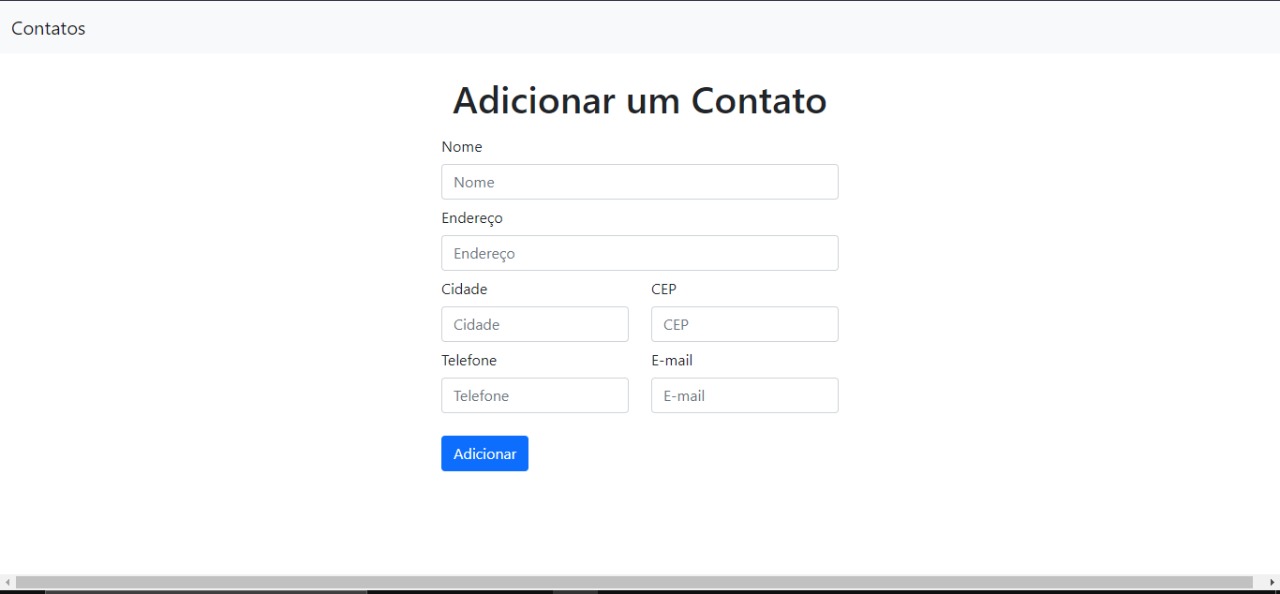 Contatos
Adicionar um Contato
Nome
Nome
Endereço
Endereço
Cidade CEP
Cidade CEP
Telefone E-mail
Telefone E-mail
Adicionar